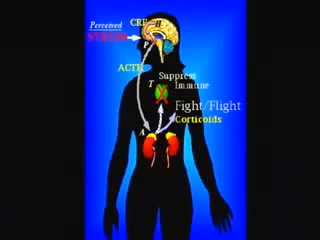 Perceived
CRF H
STRESS
P
ACTH
Suppress
T Immune
Fight/Flight
Corticoids
A